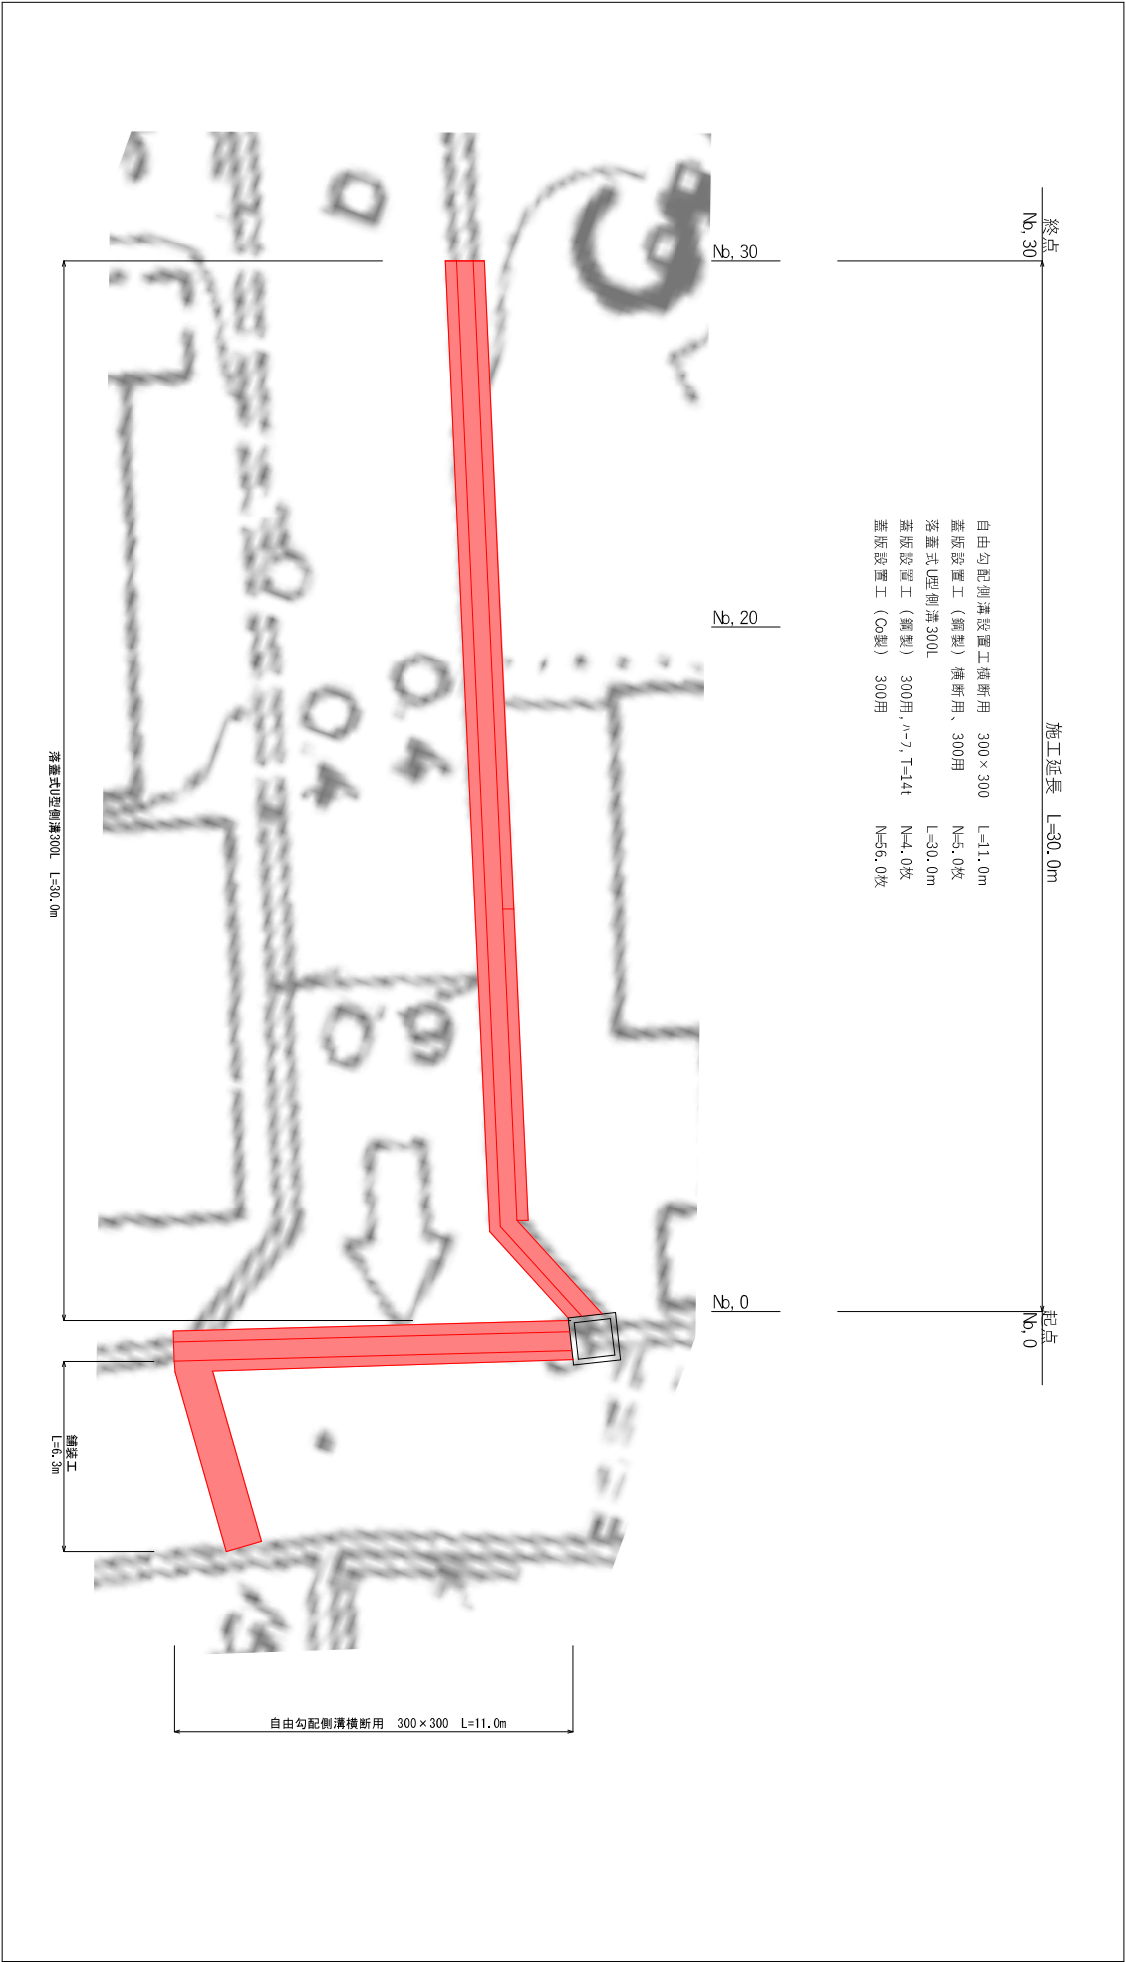 終点
No, 30
No, 30
No, 20
施工延長　L=30. 0m
自由勾配側溝設置工横断用　300×300　L=11. 0m
蓋版設置工（鋼製）横断用、300用　N=5. 0枚
落蓋式U型側溝300L　L=30. 0m
蓋版設置工（鋼製）　300用, ハーフ, T=14t　N=4. 0枚
蓋版設置工（Co製）　300用　N=56. 0枚
落蓋式U型側溝300L　L=30. 0m
No, 0
起点
No, 0
舗装工
L=6. 3m
自由勾配側溝横断用　300×300　L=11. 0m